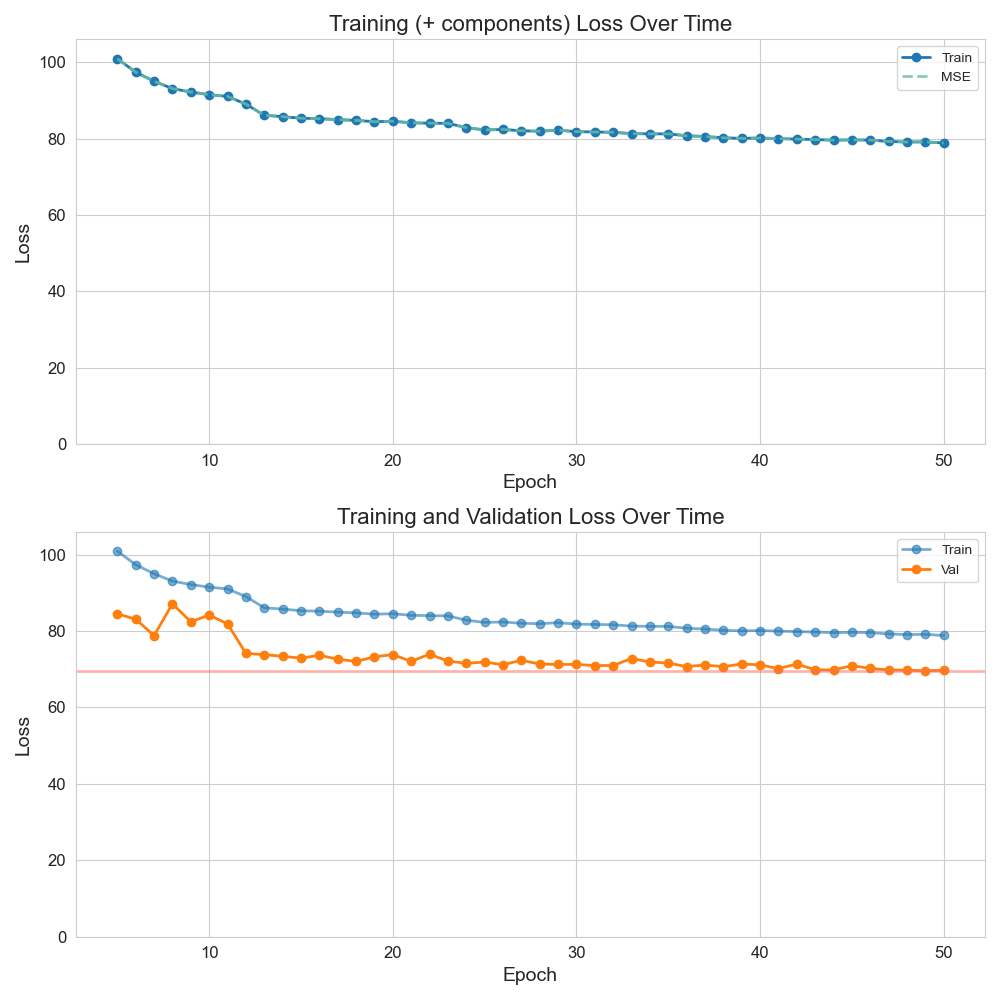 Training (+ components) Loss Over Time
Train
MSE
100
80
60
40
20
0
Loss
10 20 30 40 50
Epoch
Training and Validation Loss Over Time
Train
Val
100
80
60
40
20
0
Loss
10 20 30 40 50
Epoch